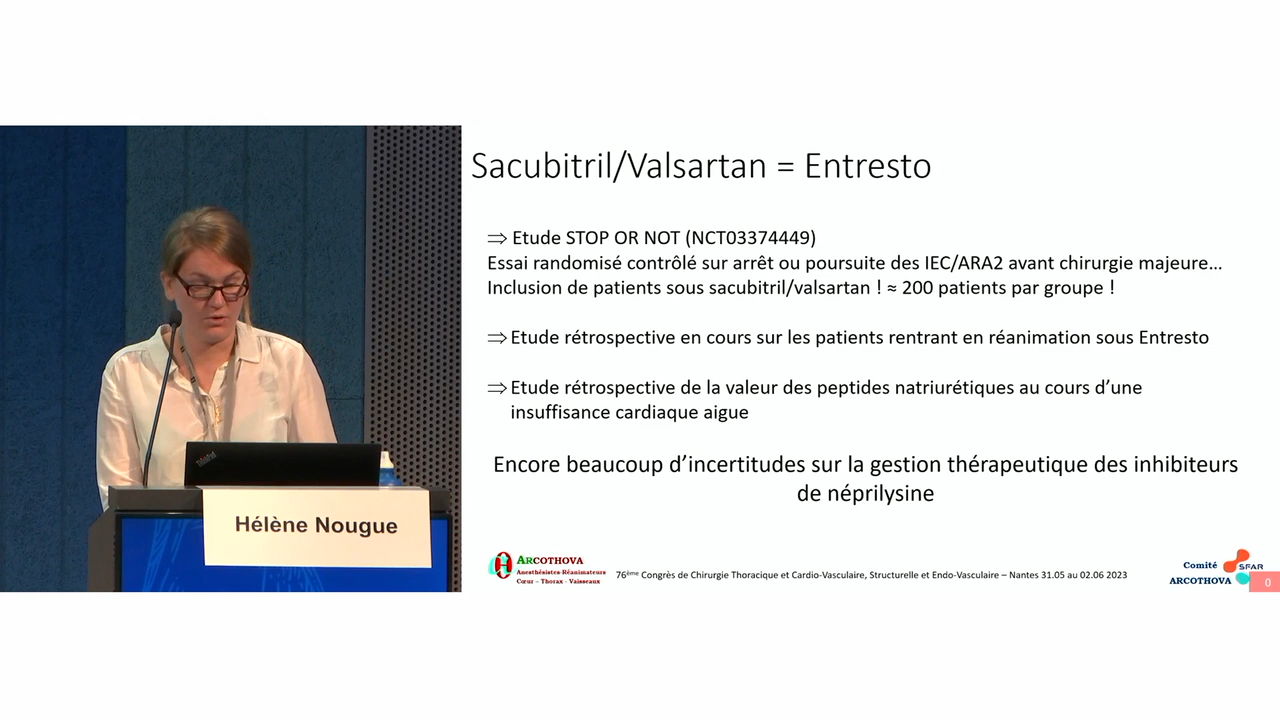 Sacubitril/Valsartan = Entresto
⇒ Etude STOP OR NOT (NCT03374449)
Essai randomisé contrôlé sur arrêt ou poursuite des IEC/ARA2 avant chirurgie majeure…
Inclusion de patients sous sacubitril/valsartan ! ≈ 200 patients par groupe !
⇒ Etude rétrospective en cours sur les patients rentrant en réanimation sous Entresto
⇒ Etude rétrospective de la valeur des peptides natriurétiques au cours d’une
insuffisance cardiaque aigue
Encore beaucoup d’incertitudes sur la gestion thérapeutique des inhibiteurs
de néprilysine
ThinkPad
Hélène Nougue
ARCOTHOVA
Anesthésistes-Réanimateurs
Cœur – Thorax - Vaisseaux
76ème Congrès de Chirurgie Thoracique et Cardio-Vasculaire, Structurelle et Endo-Vasculaire – Nantes 31.05 au 02.06 2023
Comité
ARCOTHOVA
SFAR
0